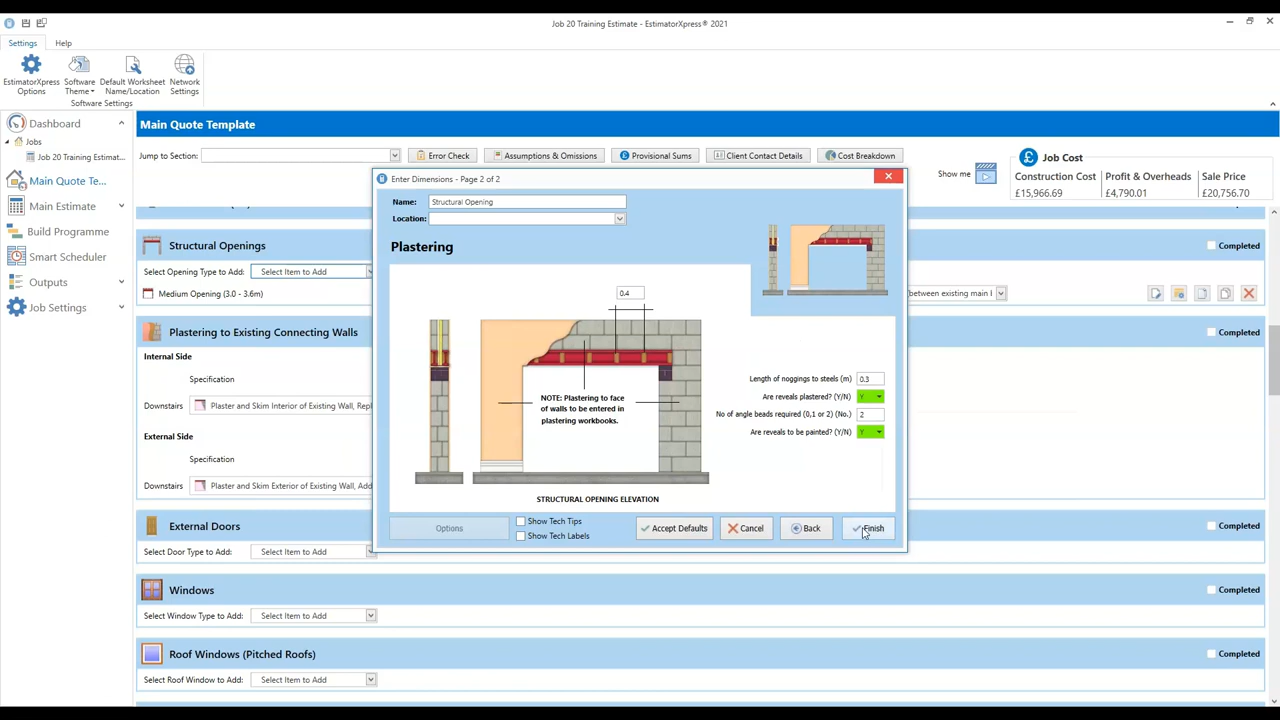 Job 20 Training Estimate - EstimatorXpress® 2021
Settings
Help
EstimatorXpress Options
Software Theme
Default Worksheet Name/Location
Network Settings
Software Settings
Dashboard
Jobs
Job 20 Training Estimat...
Main Quote Te...
Main Estimate
Build Programme
Smart Scheduler
Outputs
Job Settings
Main Quote Template
Jump to Section:
Error Check
Assumptions & Omissions
Provisional Sums
Client Contact Details
Cost Breakdown
Show me
Job Cost
Construction Cost Profit & Overheads Sale Price
£15,966.69 £4,790.01 £20,756.70
Structural Openings
Completed
Select Opening Type to Add: Select Item to Add
Medium Opening (3.0 - 3.6m)
between existing main l
Plastering to Existing Connecting Walls
Completed
Internal Side
Specification
Downstairs Plaster and Skim Interior of Existing Wall, Repl
External Side
Specification
Downstairs Plaster and Skim Exterior of Existing Wall, Add
External Doors
Completed
Select Door Type to Add: Select Item to Add
Windows
Completed
Select Window Type to Add: Select Item to Add
Roof Windows (Pitched Roofs)
Completed
Select Roof Window to Add: Select Item to Add
Enter Dimensions - Page 2 of 2
Name: Structural Opening
Location:
Plastering
0.4
NOTE: Plastering to face
of walls to be entered in
plastering workbooks.
STRUCTURAL OPENING ELEVATION
Length of noggings to steels (m) 0.3
Are reveals plastered? (Y/N) Y
No of angle beads required (0,1 or 2) (No.) 2
Are reveals to be painted? (Y/N) Y
Options
Show Tech Tips
Show Tech Labels
Accept Defaults
Cancel
Back
Finish